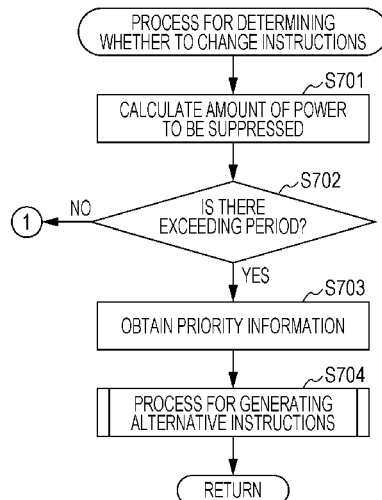 PROCESS FOR DETERMINING
WHETHER TO CHANGE INSTRUCTIONS
S701
CALCULATE AMOUNT OF POWER
TO BE SUPPRESSED
S702
IS THERE
EXCEEDING PERIOD?
NO
1
YES
S703
OBTAIN PRIORITY INFORMATION
S704
PROCESS FOR GENERATING
ALTERNATIVE INSTRUCTIONS
RETURN